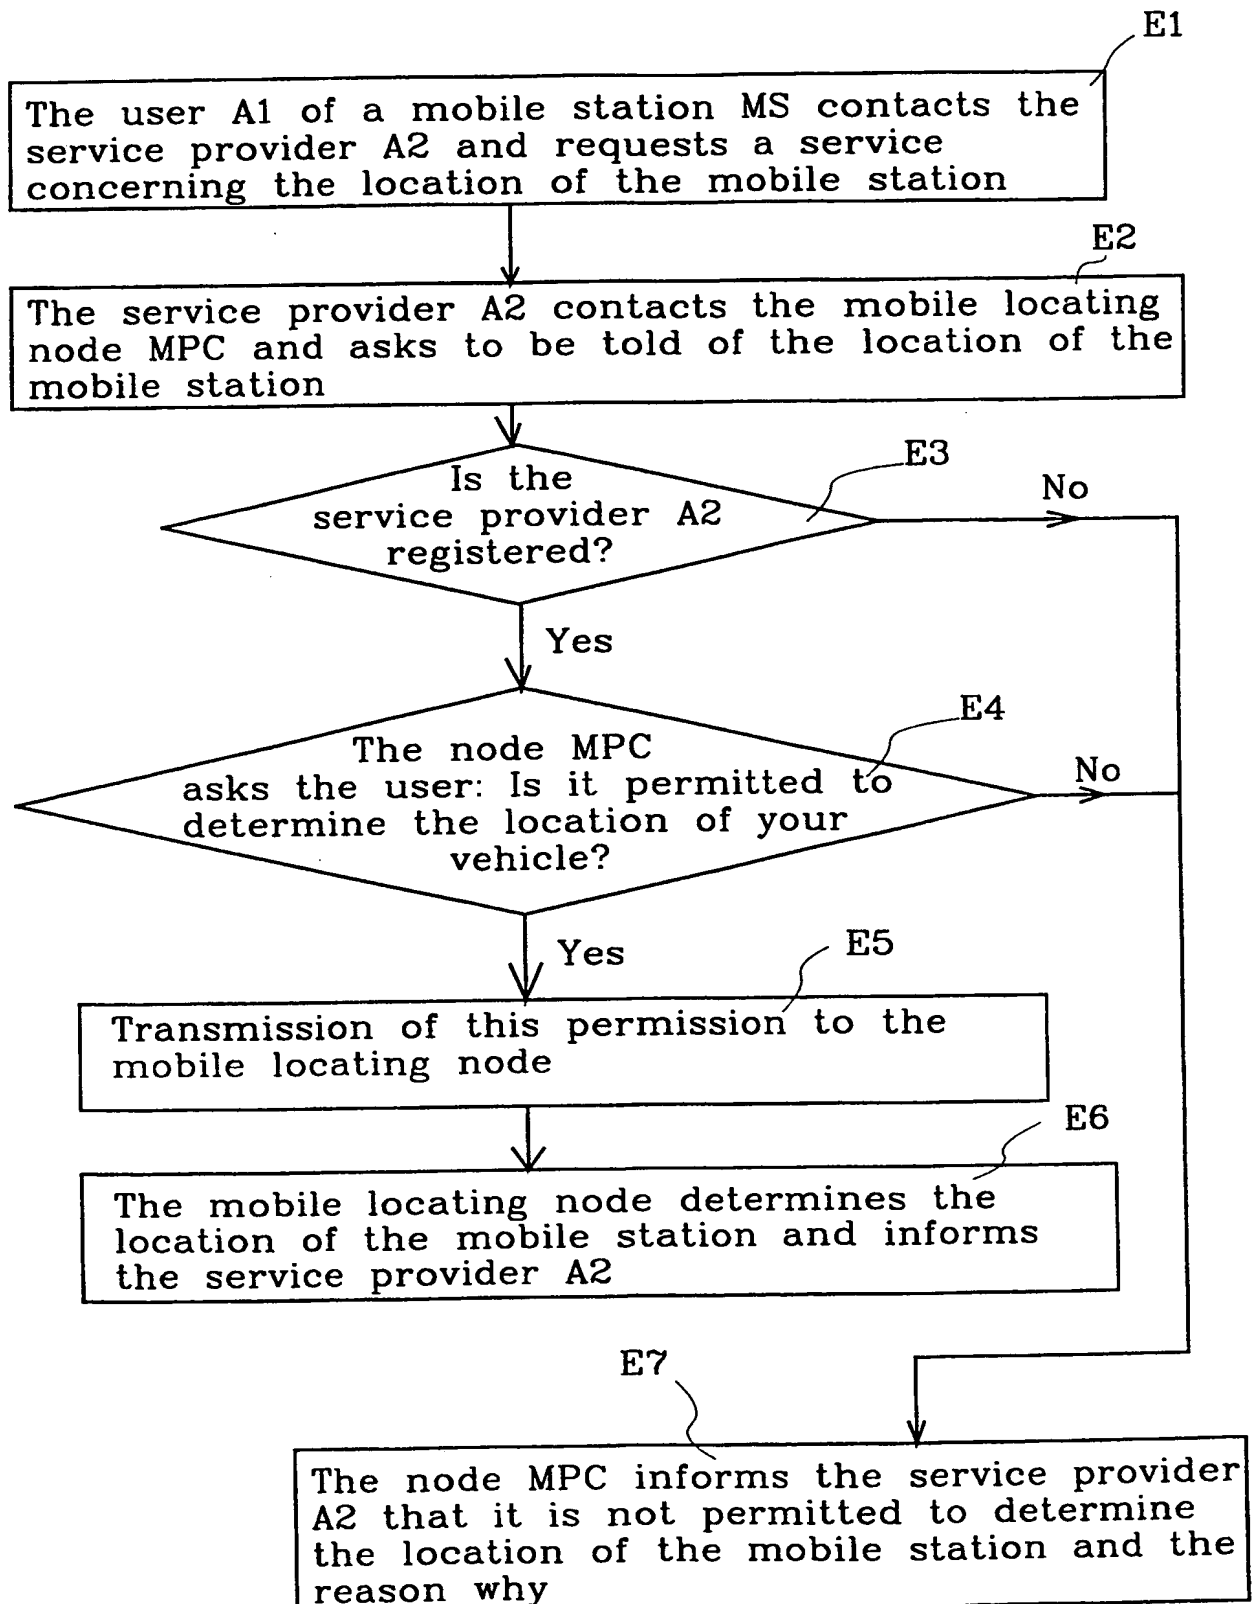 E1
The user A1 of a mobile station MS contacts the
service provider A2 and requests a service
concerning the location of the mobile station
E2
The service provider A2 contacts the mobile locating
node MPC and asks to be told of the location of the
mobile station
E3
Is the
service provider A2
registered?
No
Yes
E4
The node MPC
asks the user: Is it permitted to
determine the location of your
vehicle?
No
Yes
E5
Transmission of this permission to the
mobile locating node
E6
The mobile locating node determines the
location of the mobile station and informs
the service provider A2
E7
The node MPC informs the service provider
A2 that it is not permitted to determine
the location of the mobile station and the
reason why